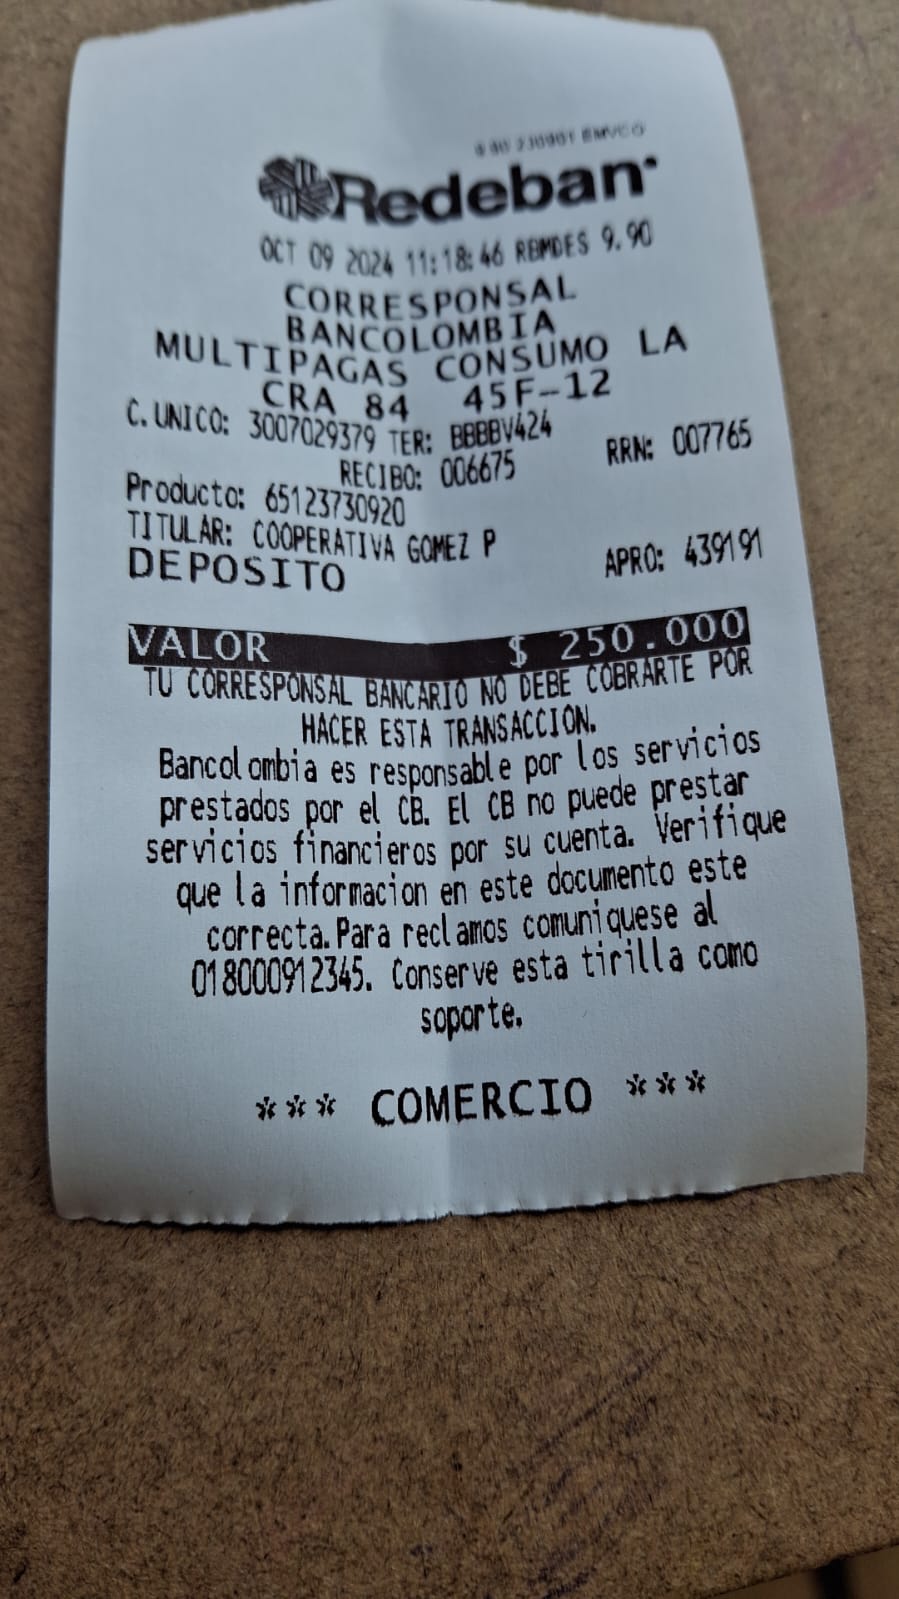 Redeban
OCT 09 2024 11:18:46 RBMDES 9.90
CORRESPONSAL
BANCOLOMBIA
MULTIPAGAS CONSUMO LA
CRA 84 45F-12
C. UNICO: 3007029379 TER: BBBBV424
RECIBO: 006675 RRN: 007765
Producto: 65123730920
TITULAR: COOPERATIVA GOMEZ P
DEPOSITO APRO: 439191
VALOR $ 250.000
TU CORRESPONSAL BANCARIO NO DEBE COBRARTE POR
HACER ESTA TRANSACCION.
Bancolombia es responsable por los servicios
prestados por el CB. El CB no puede prestar
servicios financieros por su cuenta. Verifique
que la informacion en este documento este
correcta.Para reclamos comuniquese al
018000912345. Conserve esta tirilla como
soporte.
*** COMERCIO ***